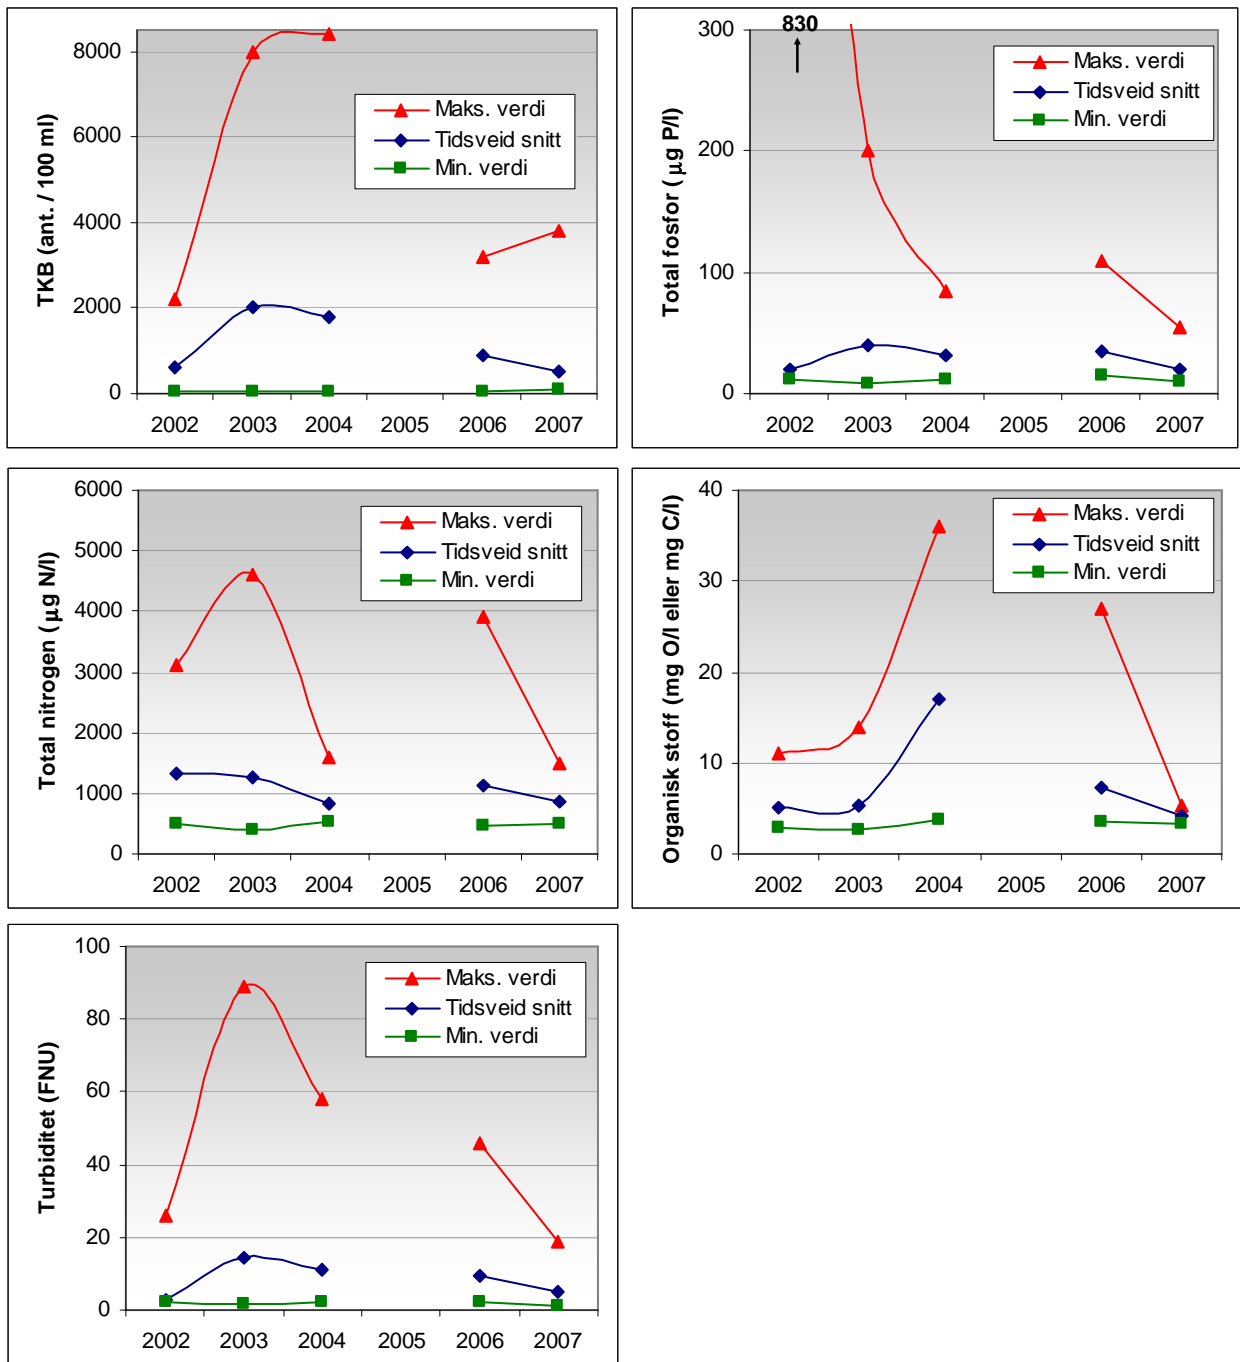 TKB (ant. / 100 ml)
8000
6000
4000
2000
0
Maks. verdi
Tidsveid snitt
Min. verdi
2002 2003 2004 2005 2006 2007
Total fosfor (µg P/l)
830
300
200
100
0
Maks. verdi
Tidsveid snitt
Min. verdi
2002 2003 2004 2005 2006 2007
Total nitrogen (µg N/l)
6000
5000
4000
3000
2000
1000
0
Maks. verdi
Tidsveid snitt
Min. verdi
2002 2003 2004 2005 2006 2007
Organisk stoff (mg O/l eller mg C/l)
40
30
20
10
0
Maks. verdi
Tidsveid snitt
Min. verdi
2002 2003 2004 2005 2006 2007
Turbiditet (FNU)
100
80
60
40
20
0
Maks. verdi
Tidsveid snitt
Min. verdi
2002 2003 2004 2005 2006 2007